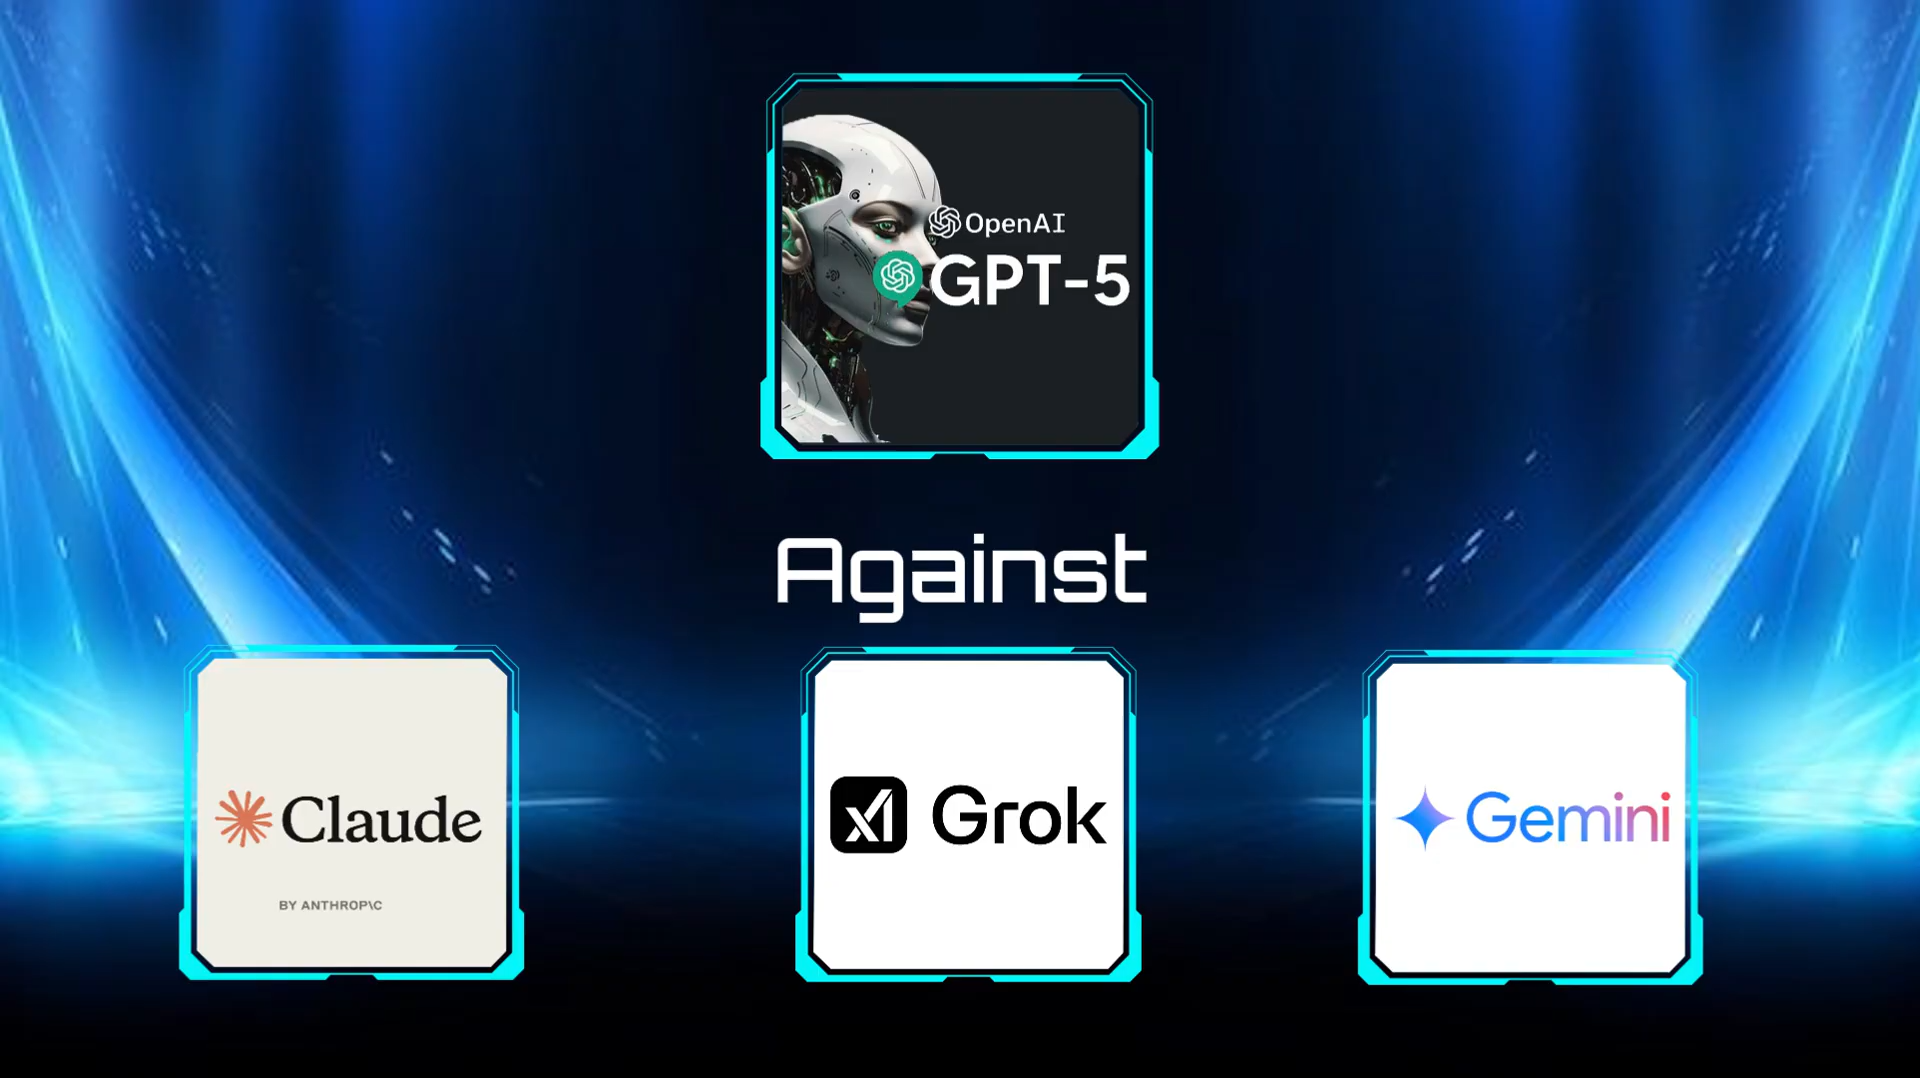 OpenAI
GPT-5
Against
Claude
BY ANTHROP\C
Grok
Gemini